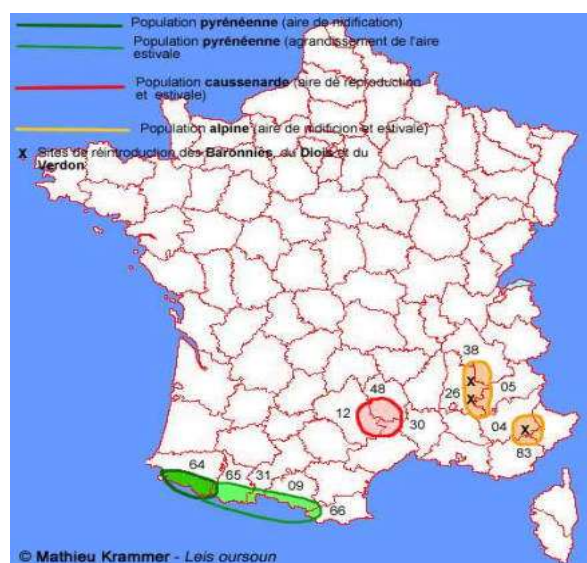 Population pyrénéenne (aire de nidification)
Population pyrénéenne (agrandissement de l'aire
estivale
Population caussenarde (aire de reproduction
et estivale)
Population alpine (aire de nidificion et estivale)
X Sites de réintroduction des Baronnies, du Diois et du
Verdon
38
48
26
05
12
30
04
83
64
65
31
09
66
© Mathieu Krammer - Leis oursoun